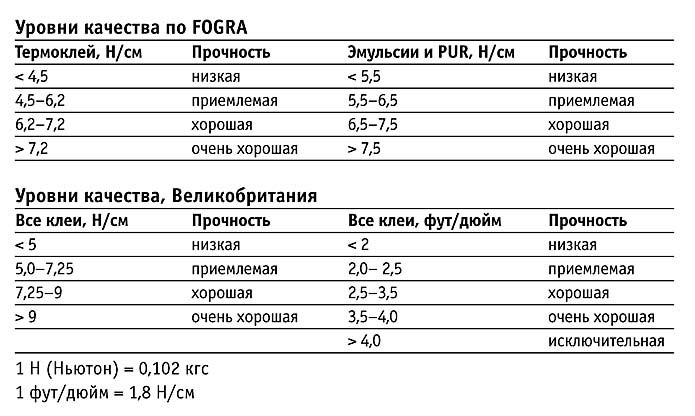 Уровни качества по FOGRA
Термоклей, Н/см Прочность Эмульсии и PUR, Н/см Прочность
< 4,5 низкая < 5,5 низкая
4,5–6,2 приемлемая 5,5–6,5 приемлемая
6,2–7,2 хорошая 6,5–7,5 хорошая
> 7,2 очень хорошая > 7,5 очень хорошая
Уровни качества, Великобритания
Все клеи, Н/см Прочность Все клеи, фут/дюйм Прочность
< 5 низкая < 2 низкая
5,0–7,25 приемлемая 2,0– 2,5 приемлемая
7,25–9 хорошая 2,5–3,5 хорошая
> 9 очень хорошая 3,5–4,0 очень хорошая
> 4,0 исключительная
1 Н (Ньютон) = 0,102 кгс
1 фут/дюйм = 1,8 Н/см